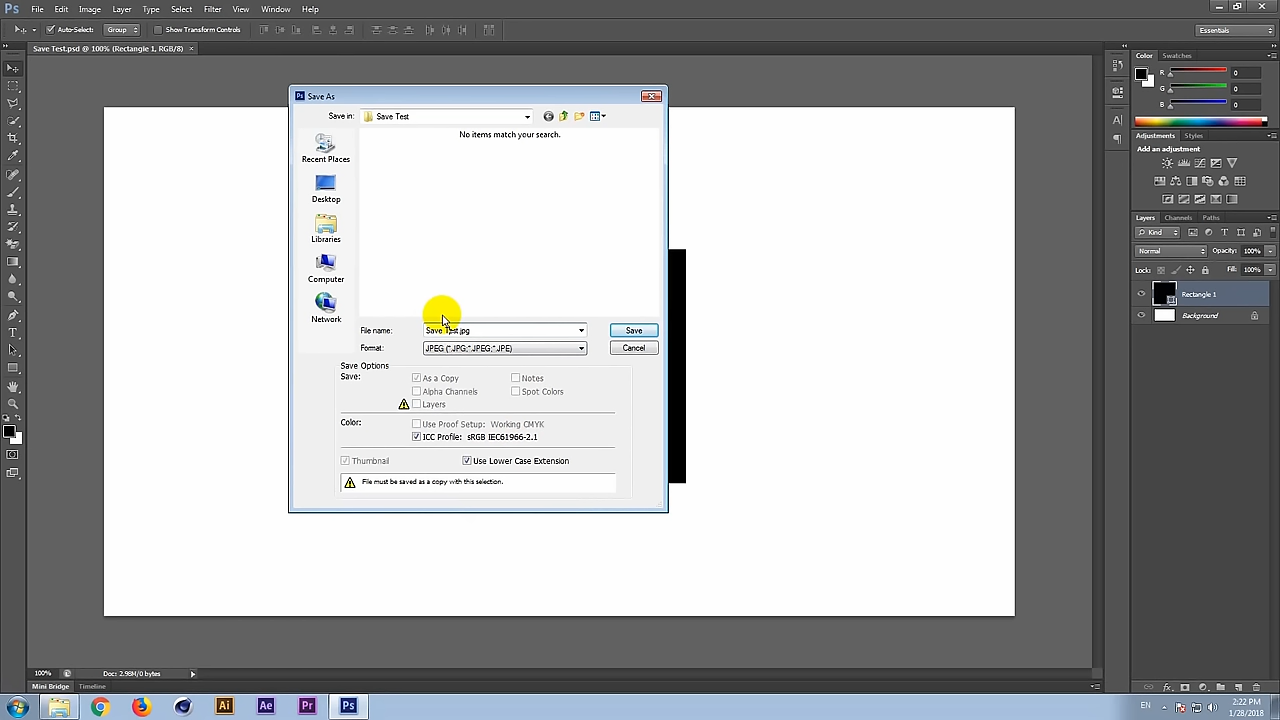 Ps File Edit Image Layer Type Select Filter View Window Help
Auto-Select: Group Show Transform Controls Essentials
Save Test.psd @ 100% (Rectangle 1, RGB/8) ×
Ps Save As
Save in: Save Test
No items match your search.
Recent Places
Desktop
Libraries
Computer
Network
File name: Save Test.jpg Save
Format: JPEG (*.JPG;*.JPEG;*.JPE) Cancel
Save Options
Save: As a Copy Notes
Alpha Channels Spot Colors
Layers
Color: Use Proof Setup: Working CMYK
ICC Profile: sRGB IEC61966-2.1
Thumbnail Use Lower Case Extension
File must be saved as a copy with this selection.
Color Swatches
R 0
G 0
B 0
Adjustments Styles
Add an adjustment
Layers Channels Paths
Kind
Normal Opacity: 100%
Lock: Fill: 100%
Rectangle 1
Background
100% Doc: 2.98M/0 bytes
Mini Bridge Timeline
Ai Ae Pr Ps EN 2:22 PM
1/28/2018